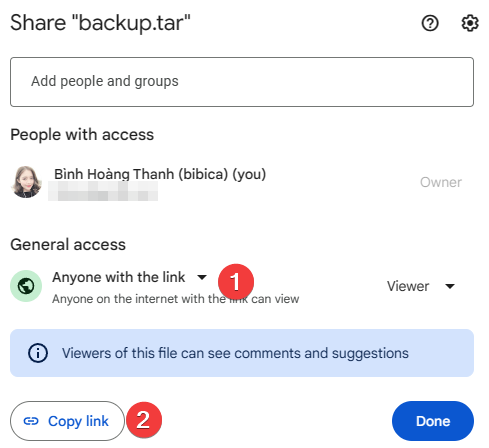 Share "backup.tar"
Add people and groups
People with access
Bình Hoàng Thanh (bibica) (you)
Owner
General access
Anyone with the link
1
Anyone on the internet with the link can view
Viewer
Viewers of this file can see comments and suggestions
Copy link
2
Done